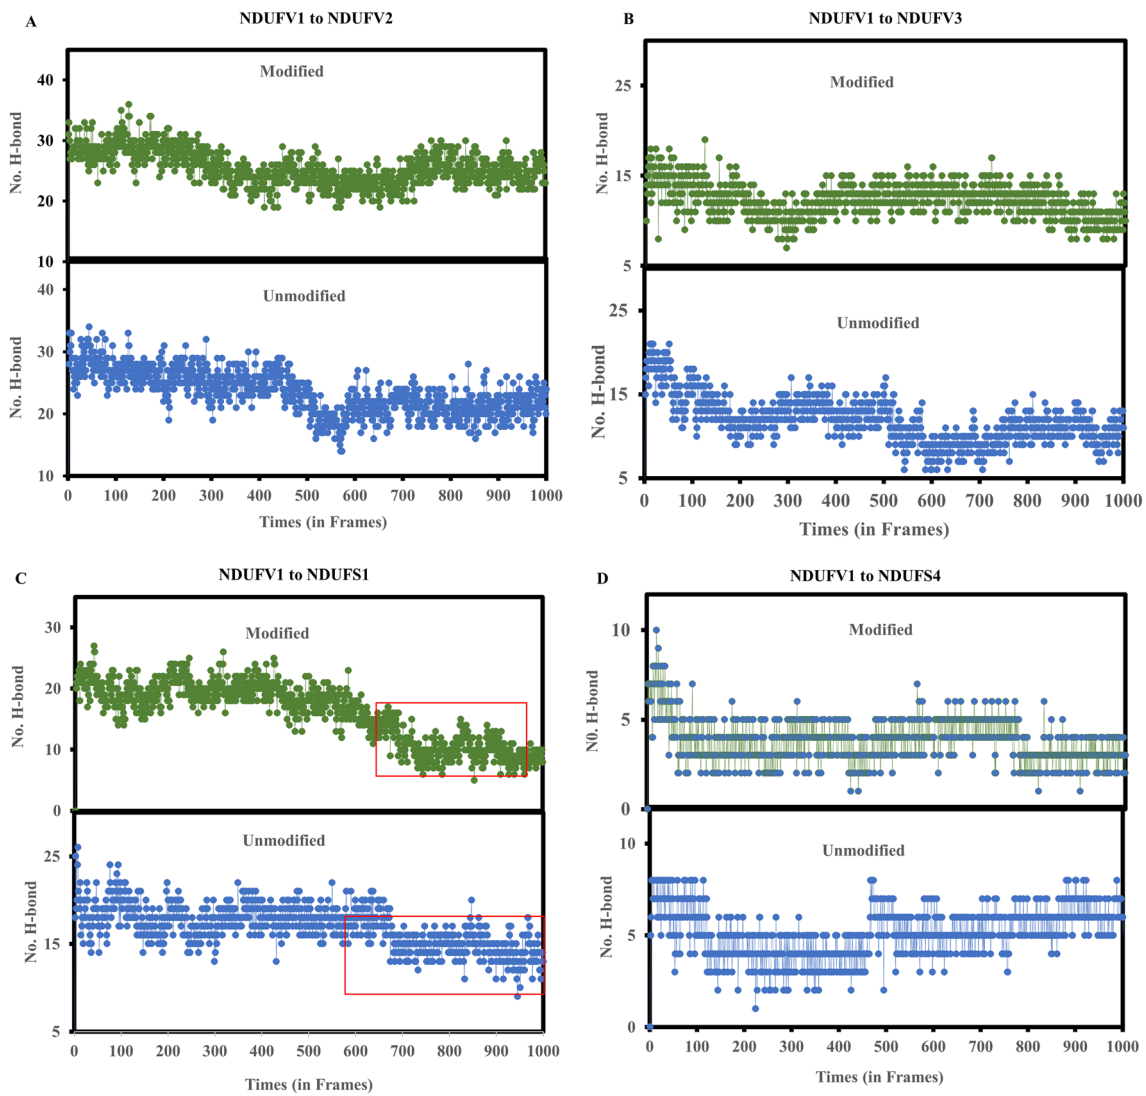 A
NDUFV1 to NDUFV2
Modified
No. H-bond
40
30
20
10
Unmodified
No. H-bond
40
30
20
10
0 100 200 300 400 500 600 700 800 900 1000
Times (in Frames)
B
NDUFV1 to NDUFV3
Modified
No. H-bond
25
15
5
Unmodified
No. H-bond
25
15
5
0 100 200 300 400 500 600 700 800 900 1000
Times (in Frames)
C
NDUFV1 to NDUFS1
Modified
No. H-bond
30
20
10
0
Unmodified
No. H-bond
25
15
5
0 100 200 300 400 500 600 700 800 900 1000
Times (in Frames)
D
NDUFV1 to NDUFS4
Modified
N0. H-bond
10
5
0
Unmodified
No. H-bond
10
5
0
0 100 200 300 400 500 600 700 800 900 1000
Times (in Frames)